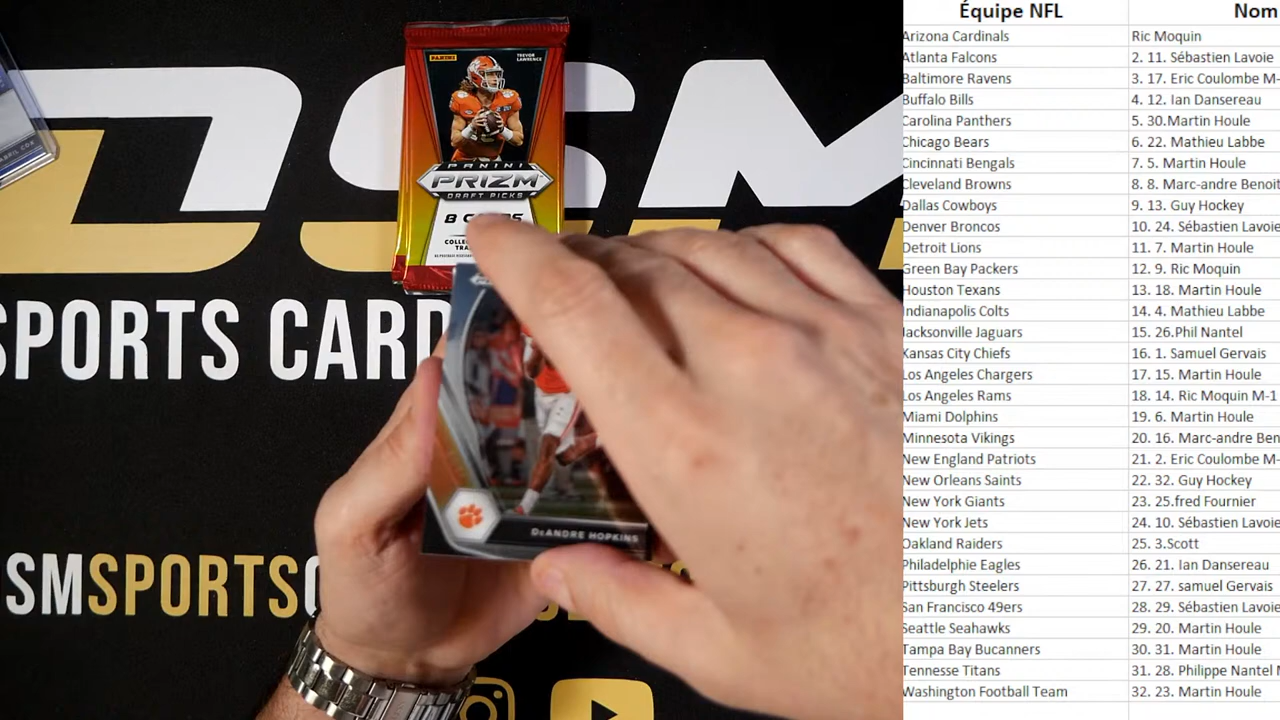 PANINI
TREVOR
LAWRENCE
PANINI
PRIZM
DRAFT PICKS
DSM
SPORTS CARD
SMSPORTS
DEANDRE HOPKINS
Équipe NFL Nom
Arizona Cardinals Ric Moquin
Atlanta Falcons 2. 11. Sébastien Lavoie
Baltimore Ravens 3. 17. Eric Coulombe M-
Buffalo Bills 4. 12. Ian Dansereau
Carolina Panthers 5. 30.Martin Houle
Chicago Bears 6. 22. Mathieu Labbe
Cincinnati Bengals 7. 5. Martin Houle
Cleveland Browns 8. 8. Marc-andre Benoit
Dallas Cowboys 9. 13. Guy Hockey
Denver Broncos 10. 24. Sébastien Lavoie
Detroit Lions 11. 7. Martin Houle
Green Bay Packers 12. 9. Ric Moquin
Houston Texans 13. 18. Martin Houle
Indianapolis Colts 14. 4. Mathieu Labbe
Jacksonville Jaguars 15. 26.Phil Nantel
Kansas City Chiefs 16. 1. Samuel Gervais
Los Angeles Chargers 17. 15. Martin Houle
Los Angeles Rams 18. 14. Ric Moquin M-1
Miami Dolphins 19. 6. Martin Houle
Minnesota Vikings 20. 16. Marc-andre Ben
New England Patriots 21. 2. Eric Coulombe M-
New Orleans Saints 22. 32. Guy Hockey
New York Giants 23. 25.fred Fournier
New York Jets 24. 10. Sébastien Lavoie
Oakland Raiders 25. 3.Scott
Philadelphie Eagles 26. 21. Ian Dansereau
Pittsburgh Steelers 27. 27. samuel Gervais
San Francisco 49ers 28. 29. Sébastien Lavoie
Seattle Seahawks 29. 20. Martin Houle
Tampa Bay Bucanners 30. 31. Martin Houle
Tennesse Titans 31. 28. Philippe Nantel M
Washington Football Team 32. 23. Martin Houle